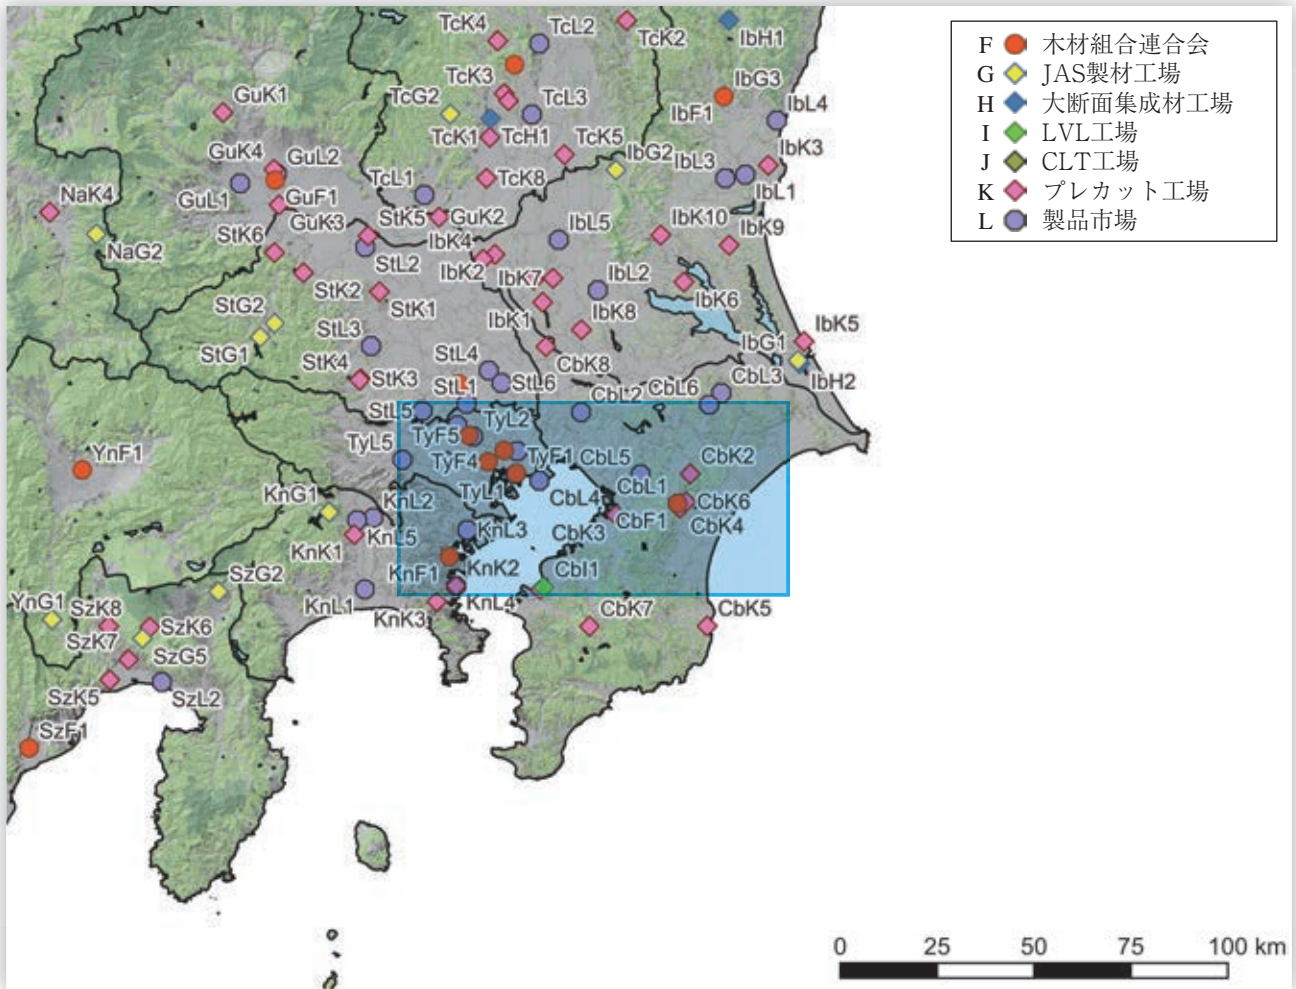 F 木材組合連合会
G JAS製材工場
H 大断面集成材工場
I LVL工場
J CLT工場
K プレカット工場
L 製品市場
TcK4
TcL2
TcK2
IbH1
TcK3
TcG2
TcL3
IbG3
IbF1
IbL4
GuK1
TcK1
TcH1
TcK5
IbG2
IbK3
GuK4
GuL2
IbL3
TcL1
TcK8
IbL1
NaK4
GuL1
GuF1
GuK3
StK5
GuK2
IbL5
IbK10
IbK9
StK6
IbK4
NaG2
StL2
IbK2
IbK7
IbL2
StK2
StK1
IbK6
StG2
IbK1
IbK8
IbK5
StL3
IbG1
StG1
StL4
CbK8
StK4
StK3
CbL3
IbH2
StL1
StL6
CbL2
CbL6
StL5
TyL2
TyL5
TyF5
TyF1
CbL5
CbK2
YnF1
TyF4
CbL1
KnG1
KnL2
TyL1
CbL4
CbK6
CbF1
CbK4
KnL5
KnL3
CbK3
KnK1
KnF1
KnK2
CbI1
SzG2
YnG1
SzK8
KnL1
KnL4
CbK7
CbK5
KnK3
SzK6
SzK7
SzG5
SzK5
SzL2
SzF1
0 25 50 75 100 km